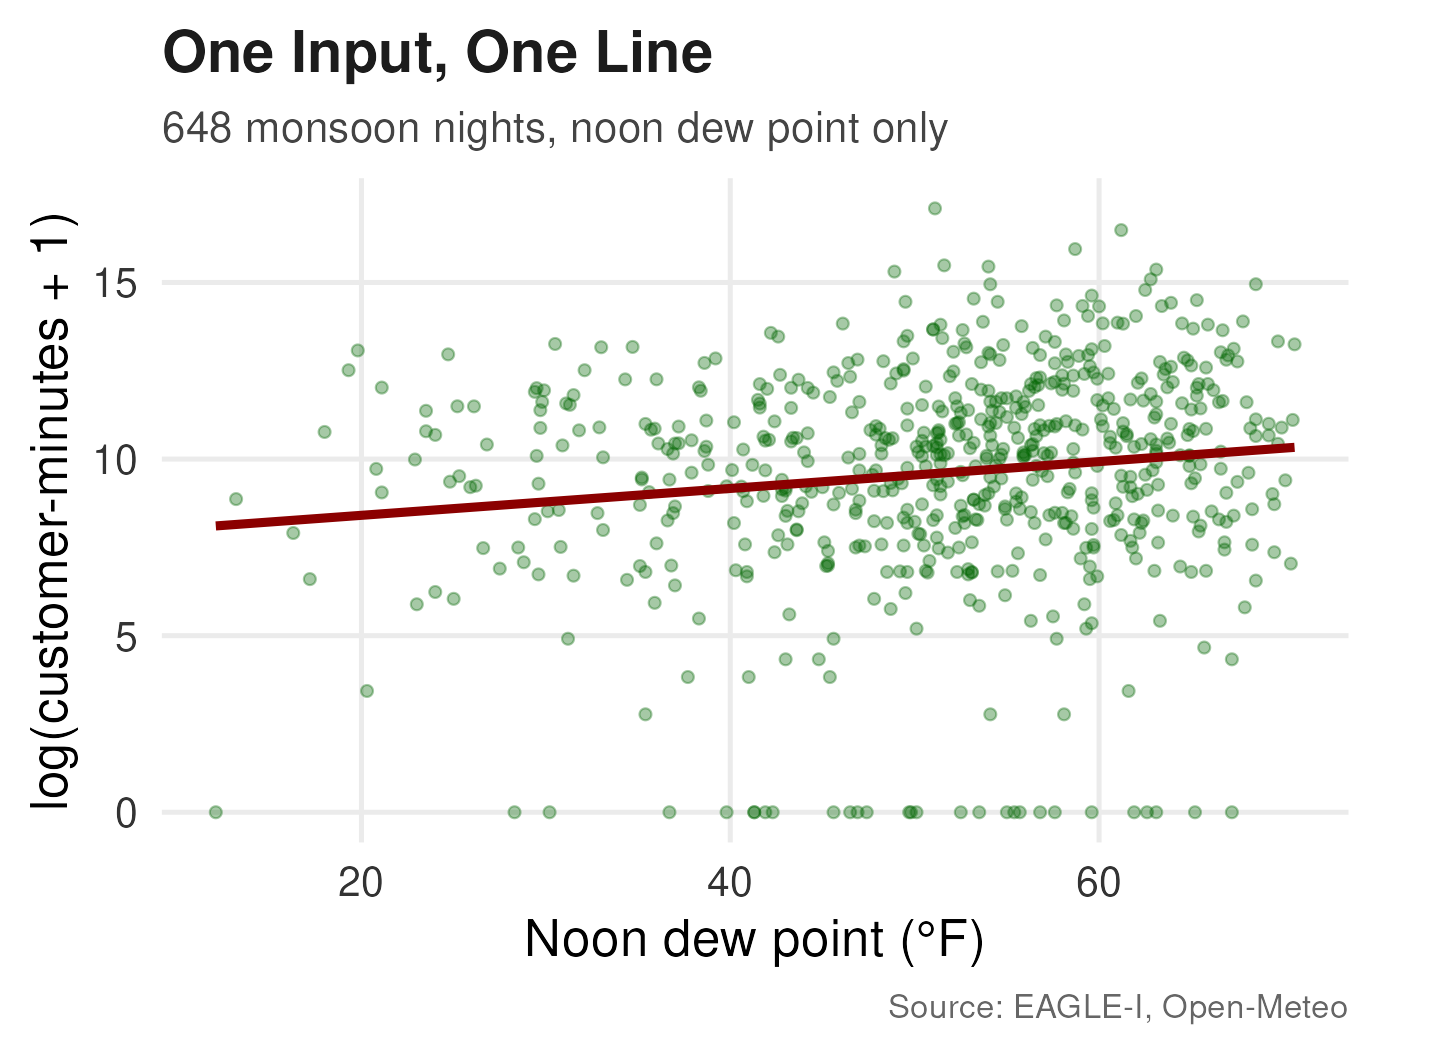 One Input, One Line
648 monsoon nights, noon dew point only
log(customer-minutes + 1)
15
10
5
0
20
40
60
Noon dew point (°F)
Source: EAGLE-I, Open-Meteo